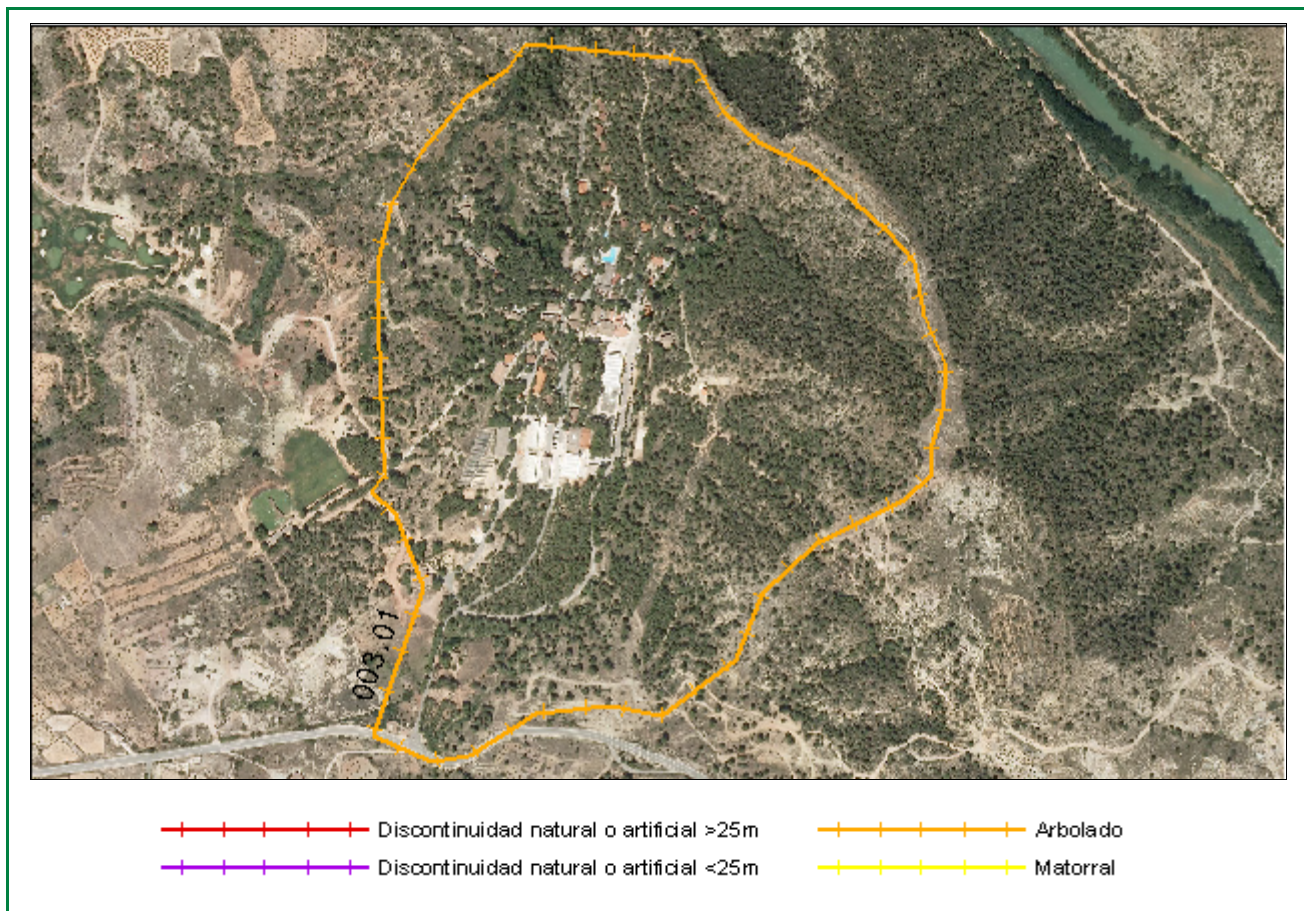 003.01
Discontinuidad natural o artificial >25m
Arbolado
Discontinuidad natural o artificial <25m
Matorral